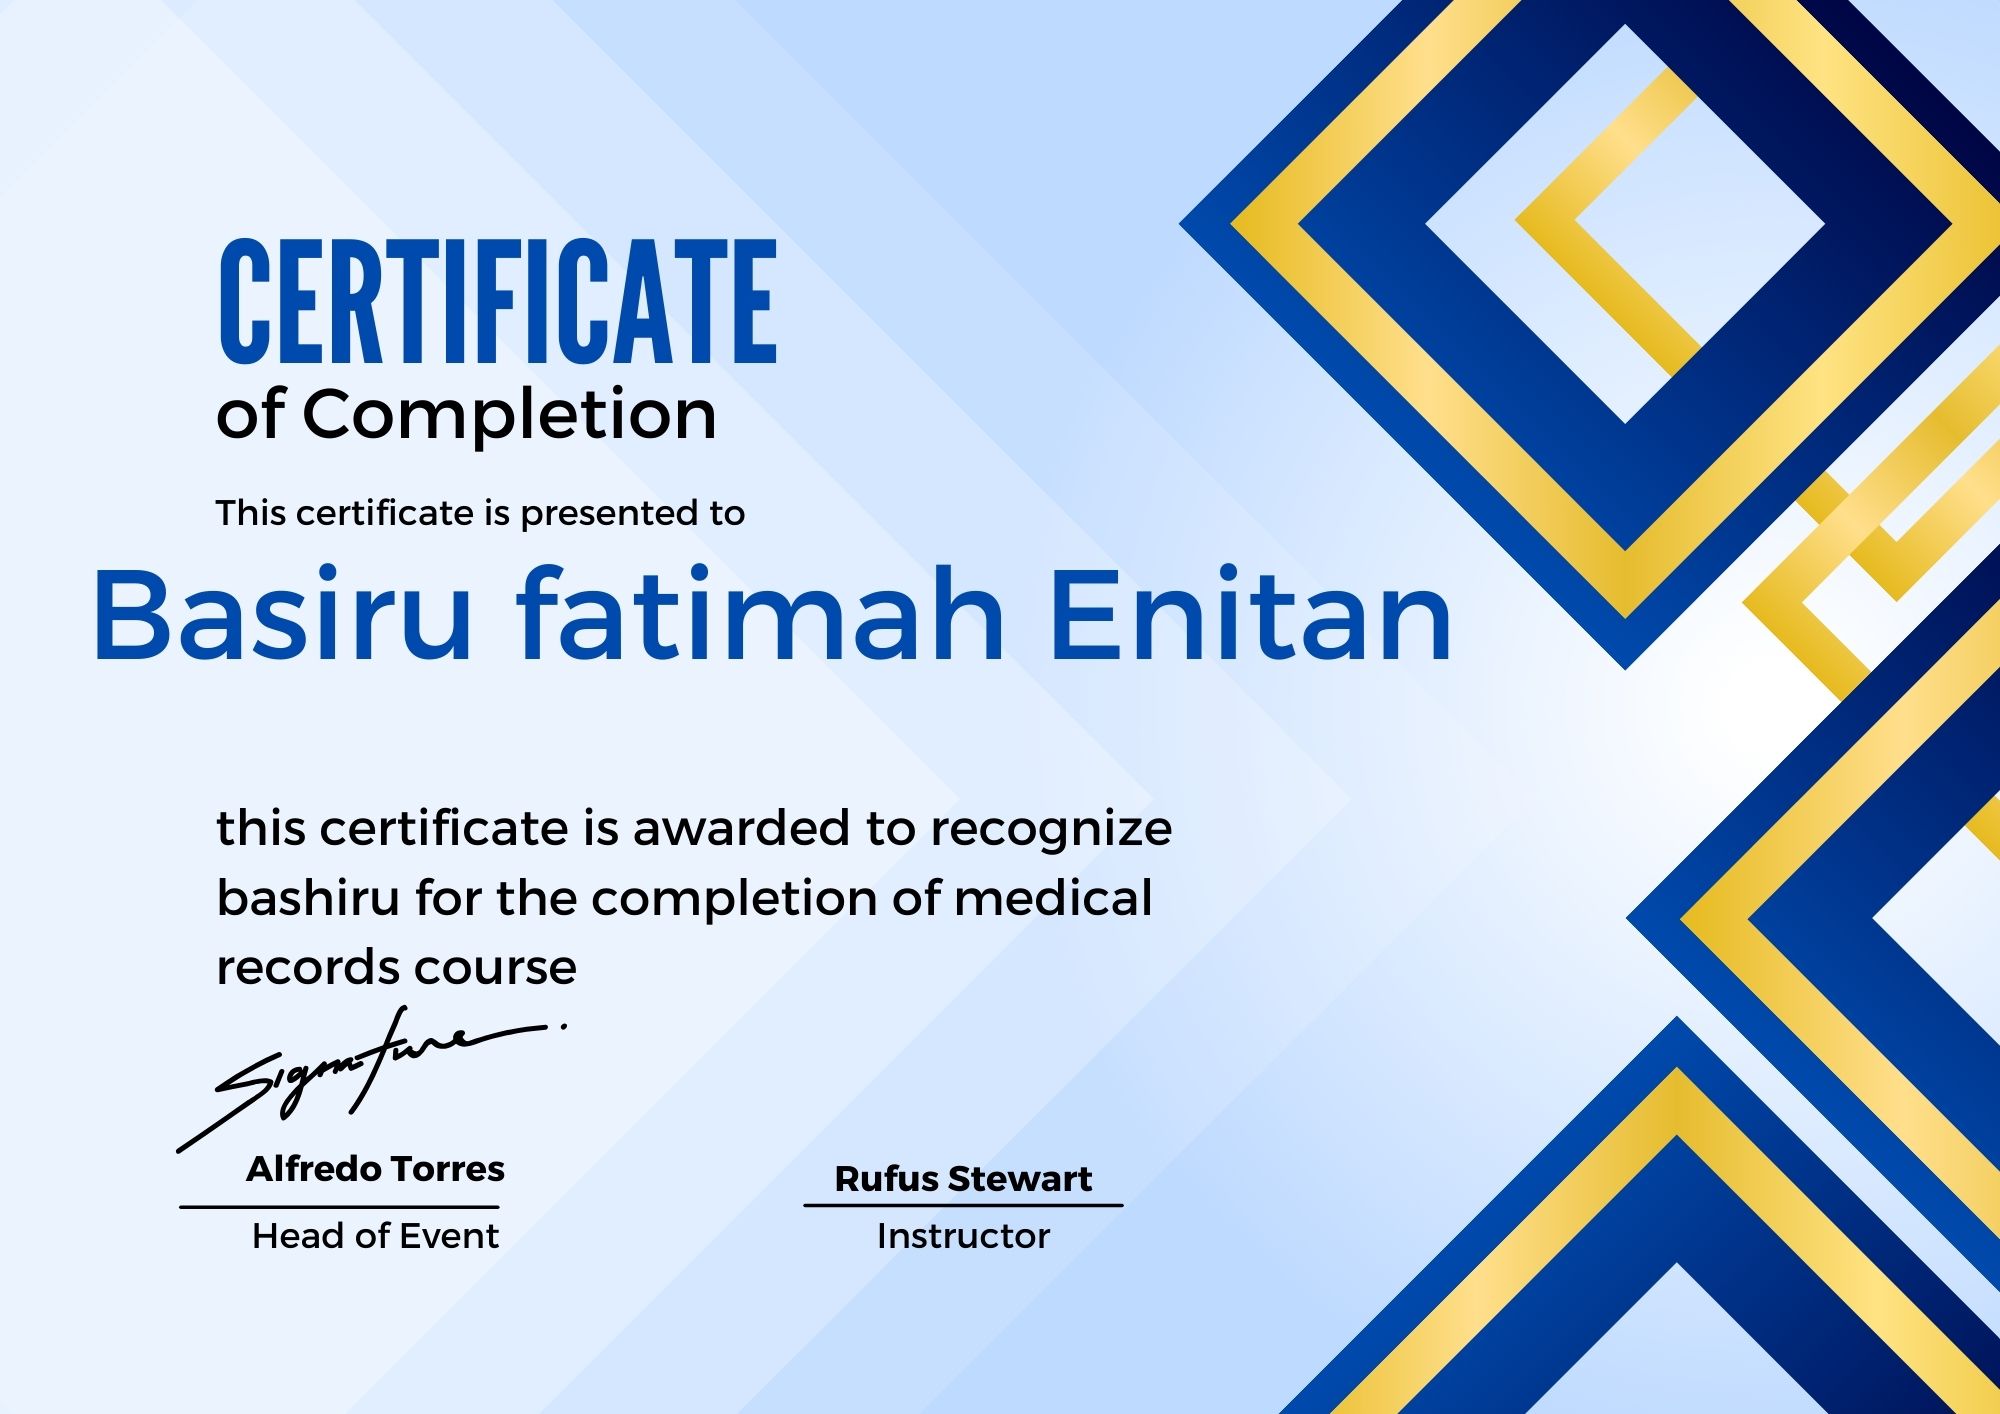 CERTIFICATE
of Completion
This certificate is presented to
Basiru fatimah Enitan
this certificate is awarded to recognize
bashiru for the completion of medical
records course
Signature
Alfredo Torres
Head of Event
Rufus Stewart
Instructor